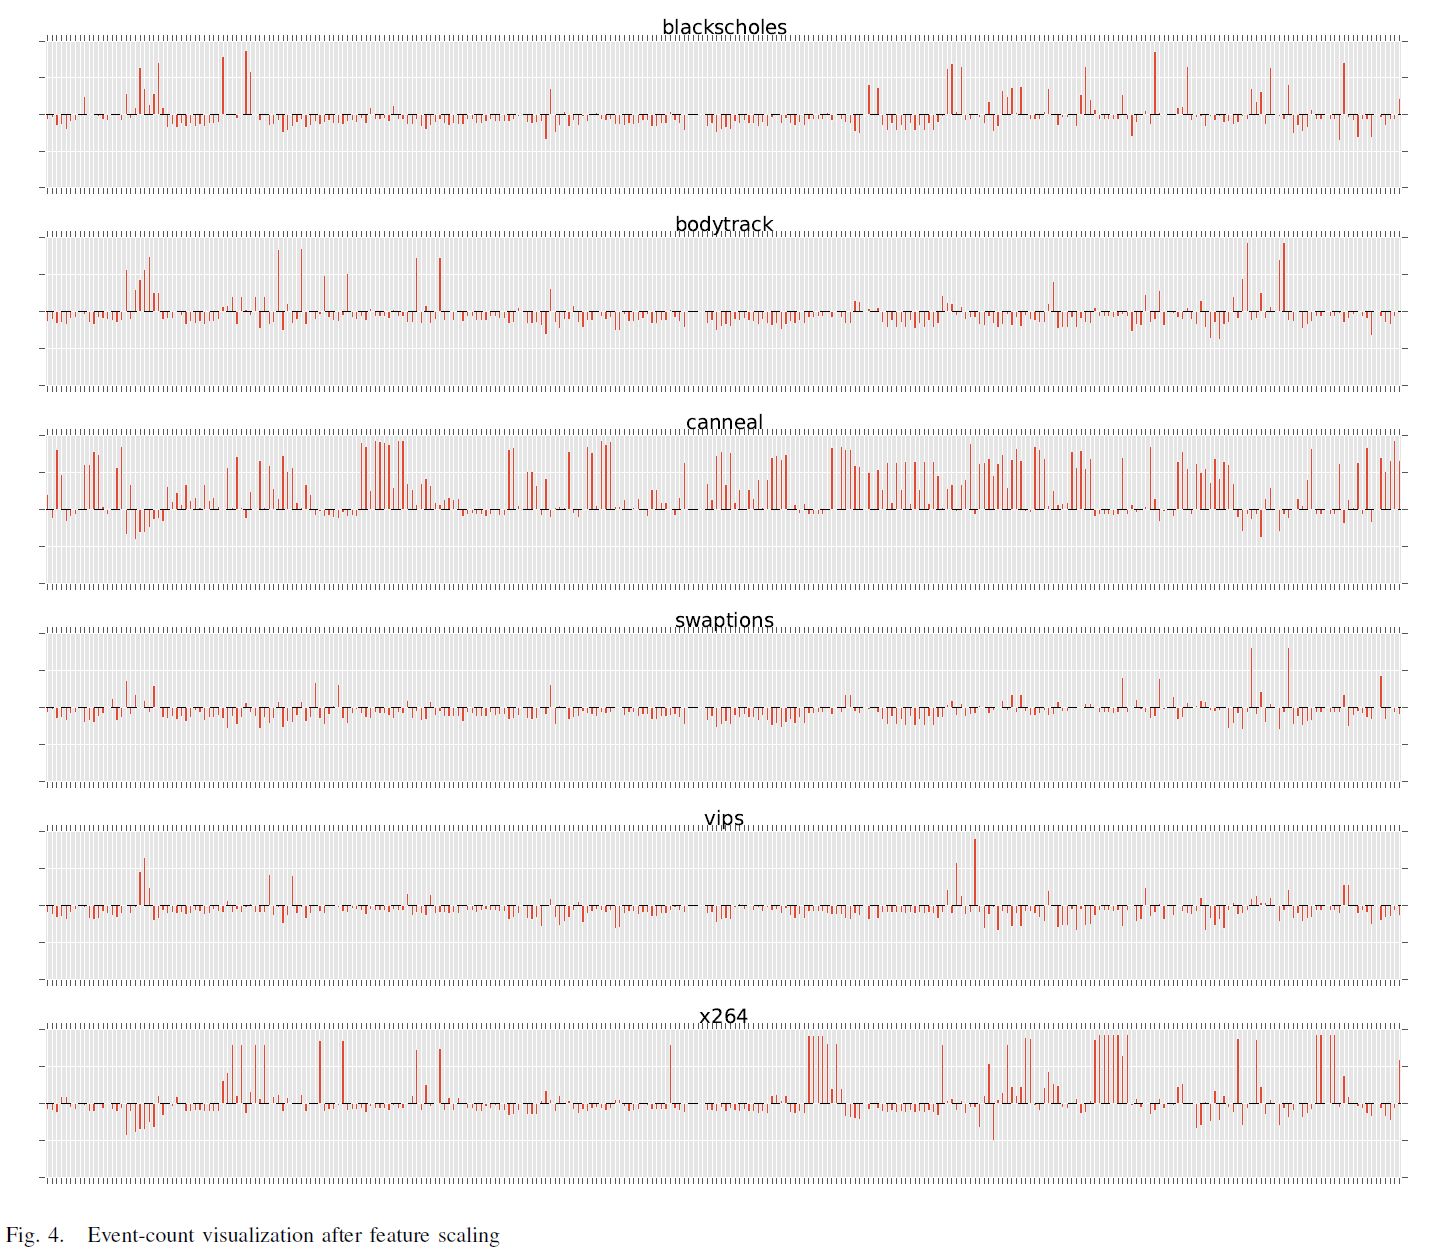 blackscholes
bodytrack
canneal
swaptions
vips
x264
Fig. 4. Event-count visualization after feature scaling